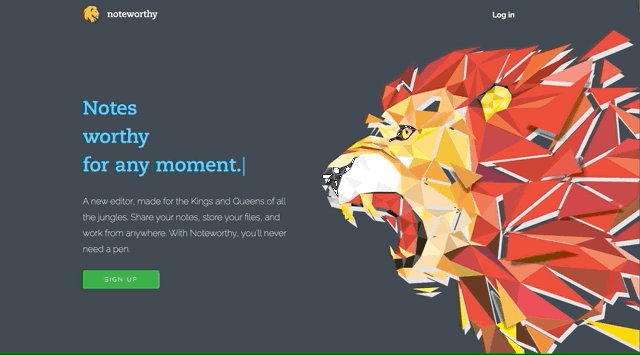 noteworthy
Log in
Notes
worthy
for any moment.
A new editor, made for the Kings and Queens of all
the jungles. Share your notes, store your files, and
work from anywhere. With Noteworthy, you'll never
need a pen.
SIGN UP